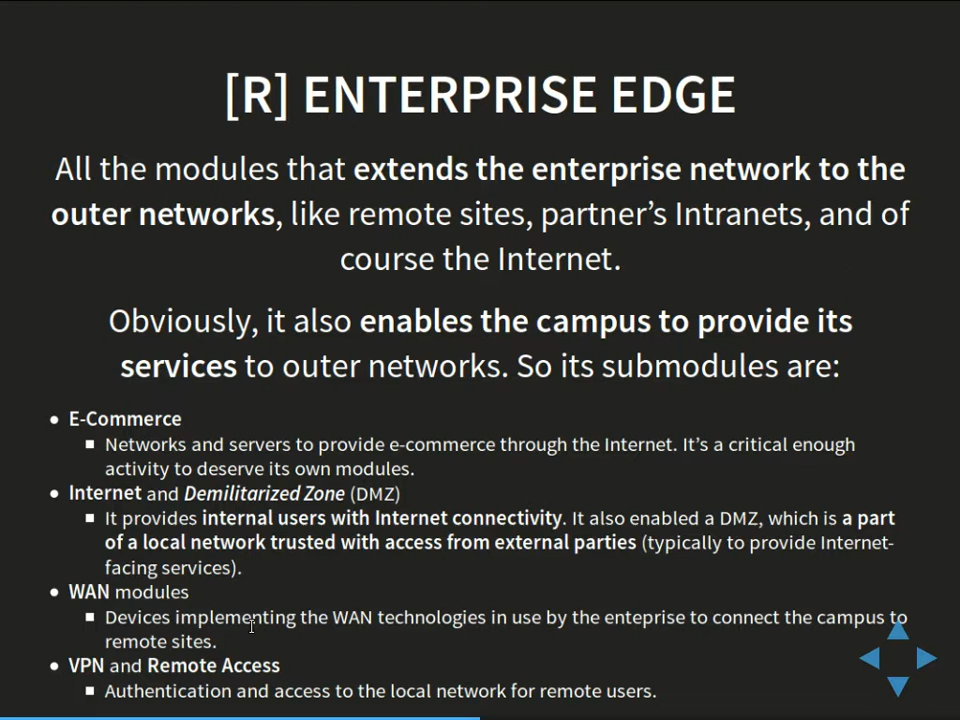 [R] ENTERPRISE EDGE
All the modules that extends the enterprise network to the
outer networks, like remote sites, partner’s Intranets, and of
course the Internet.
Obviously, it also enables the campus to provide its
services to outer networks. So its submodules are:
• E-Commerce
▪ Networks and servers to provide e-commerce through the Internet. It’s a critical enough
activity to deserve its own modules.
• Internet and Demilitarized Zone (DMZ)
▪ It provides internal users with Internet connectivity. It also enabled a DMZ, which is a part
of a local network trusted with access from external parties (typically to provide Internet-
facing services).
• WAN modules
▪ Devices implementing the WAN technologies in use by the enteprise to connect the campus to
remote sites.
• VPN and Remote Access
▪ Authentication and access to the local network for remote users.